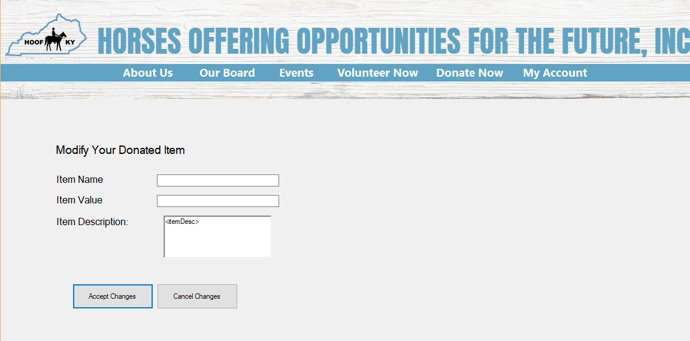 HOOF KY
HORSES OFFERING OPPORTUNITIES FOR THE FUTURE, INC
About Us Our Board Events Volunteer Now Donate Now My Account
Modify Your Donated Item
Item Name
Item Value
Item Description: <ItemDesc>
Accept Changes Cancel Changes